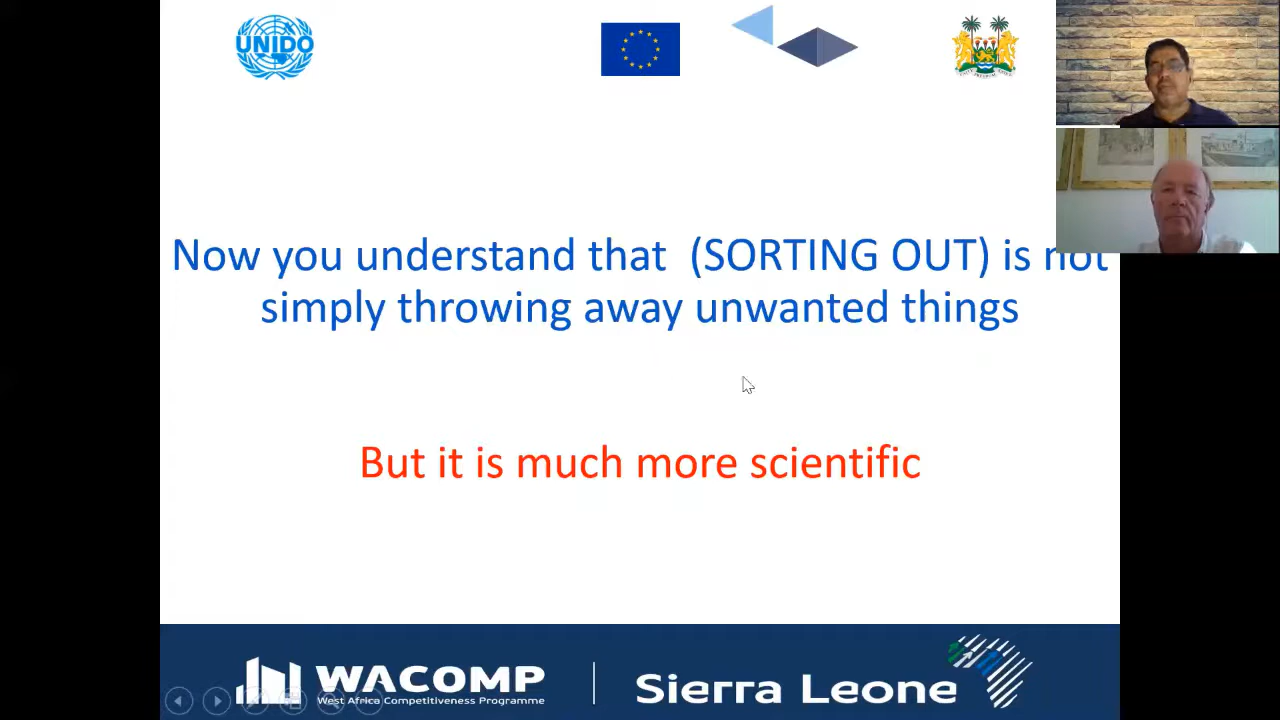 UNIDO
Now you understand that (SORTING OUT) is not
simply throwing away unwanted things
But it is much more scientific
WACOMP
West Africa Competitiveness Programme
Sierra Leone